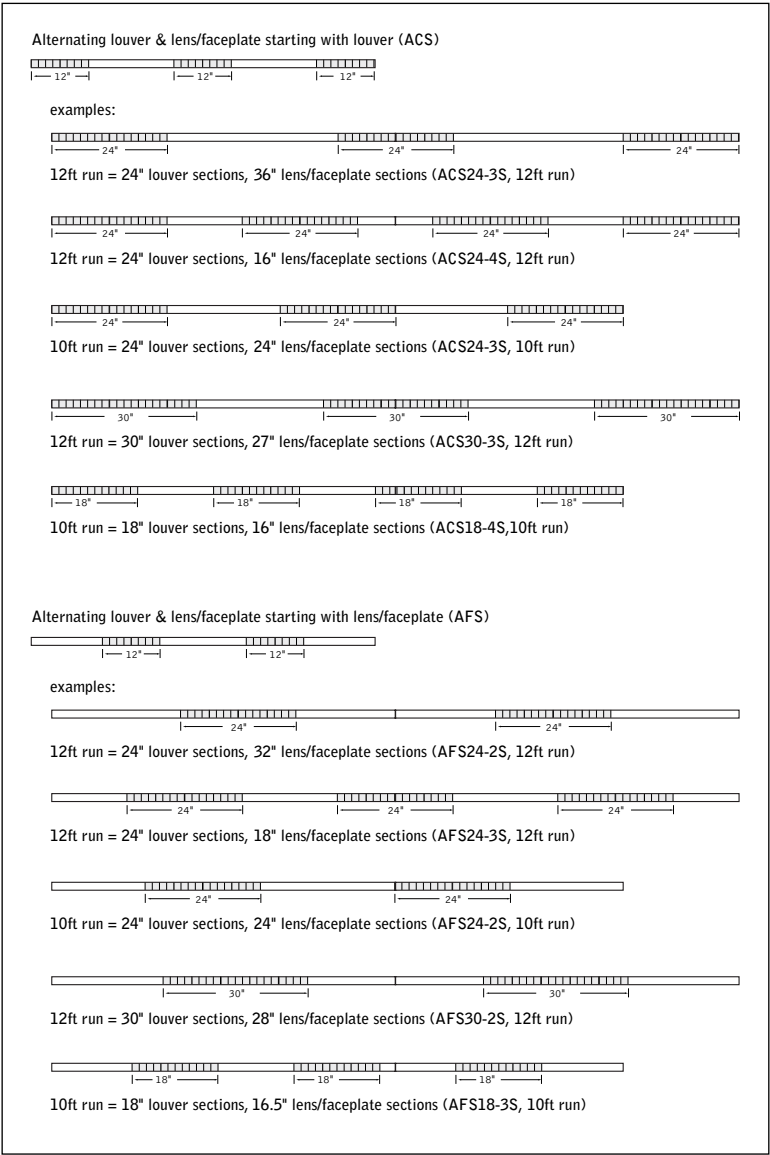 Alternating louver & lens/faceplate starting with louver (ACS)
12" 12" 12"
examples:
24" 24" 24"
12ft run = 24" louver sections, 36" lens/faceplate sections (ACS24-3S, 12ft run)
24" 24" 24" 24"
12ft run = 24" louver sections, 16" lens/faceplate sections (ACS24-4S, 12ft run)
24" 24" 24"
10ft run = 24" louver sections, 24" lens/faceplate sections (ACS24-3S, 10ft run)
30" 30" 30"
12ft run = 30" louver sections, 27" lens/faceplate sections (ACS30-3S, 12ft run)
18" 18" 18" 18"
10ft run = 18" louver sections, 16" lens/faceplate sections (ACS18-4S,10ft run)
Alternating louver & lens/faceplate starting with lens/faceplate (AFS)
12" 12"
examples:
24" 24"
12ft run = 24" louver sections, 32" lens/faceplate sections (AFS24-2S, 12ft run)
24" 24" 24"
12ft run = 24" louver sections, 18" lens/faceplate sections (AFS24-3S, 12ft run)
24" 24"
10ft run = 24" louver sections, 24" lens/faceplate sections (AFS24-2S, 10ft run)
30" 30"
12ft run = 30" louver sections, 28" lens/faceplate sections (AFS30-2S, 12ft run)
18" 18" 18"
10ft run = 18" louver sections, 16.5" lens/faceplate sections (AFS18-3S, 10ft run)